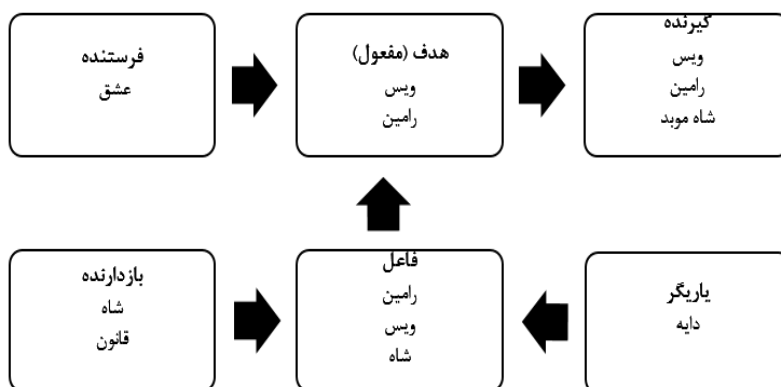 فرستنده
عشق
هدف (مفعول)
ویس
رامین
گیرنده
ویس
رامین
شاه موبد
بازدارنده
شاه
قانون
فاعل
رامین
ویس
شاه
یاریگر
دایه